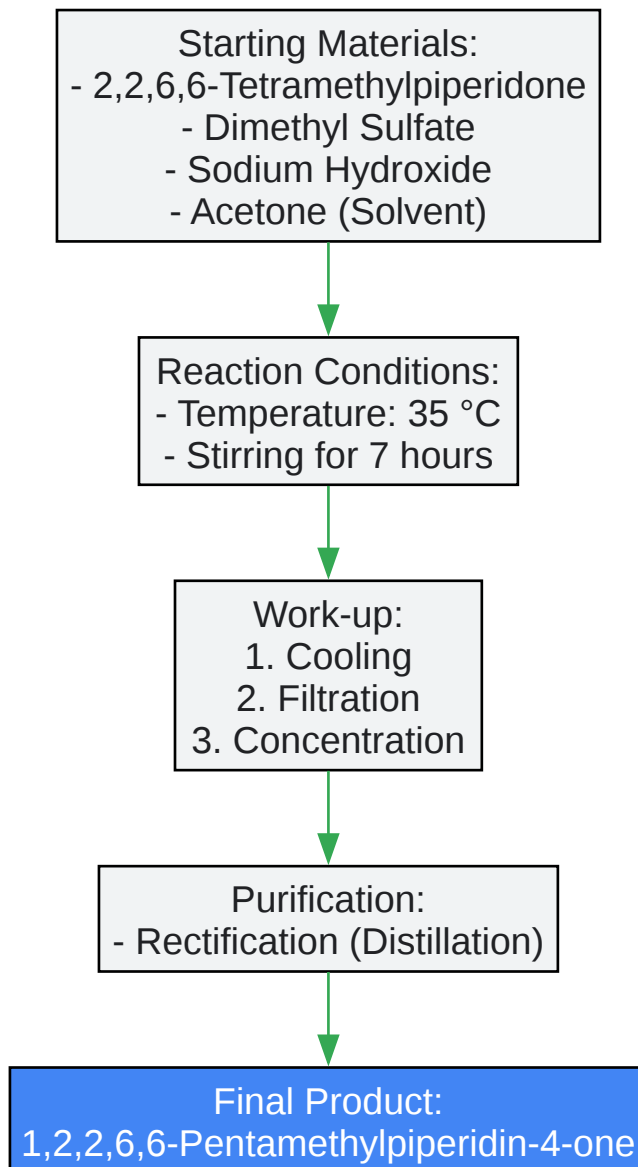 Starting Materials:
- 2,2,6,6-Tetramethylpiperidone
- Dimethyl Sulfate
- Sodium Hydroxide
- Acetone (Solvent)
Reaction Conditions:
- Temperature: 35 °C
- Stirring for 7 hours
Work-up:
1. Cooling
2. Filtration
3. Concentration
Purification:
- Rectification (Distillation)
Final Product:
1,2,2,6,6-Pentamethylpiperidin-4-one